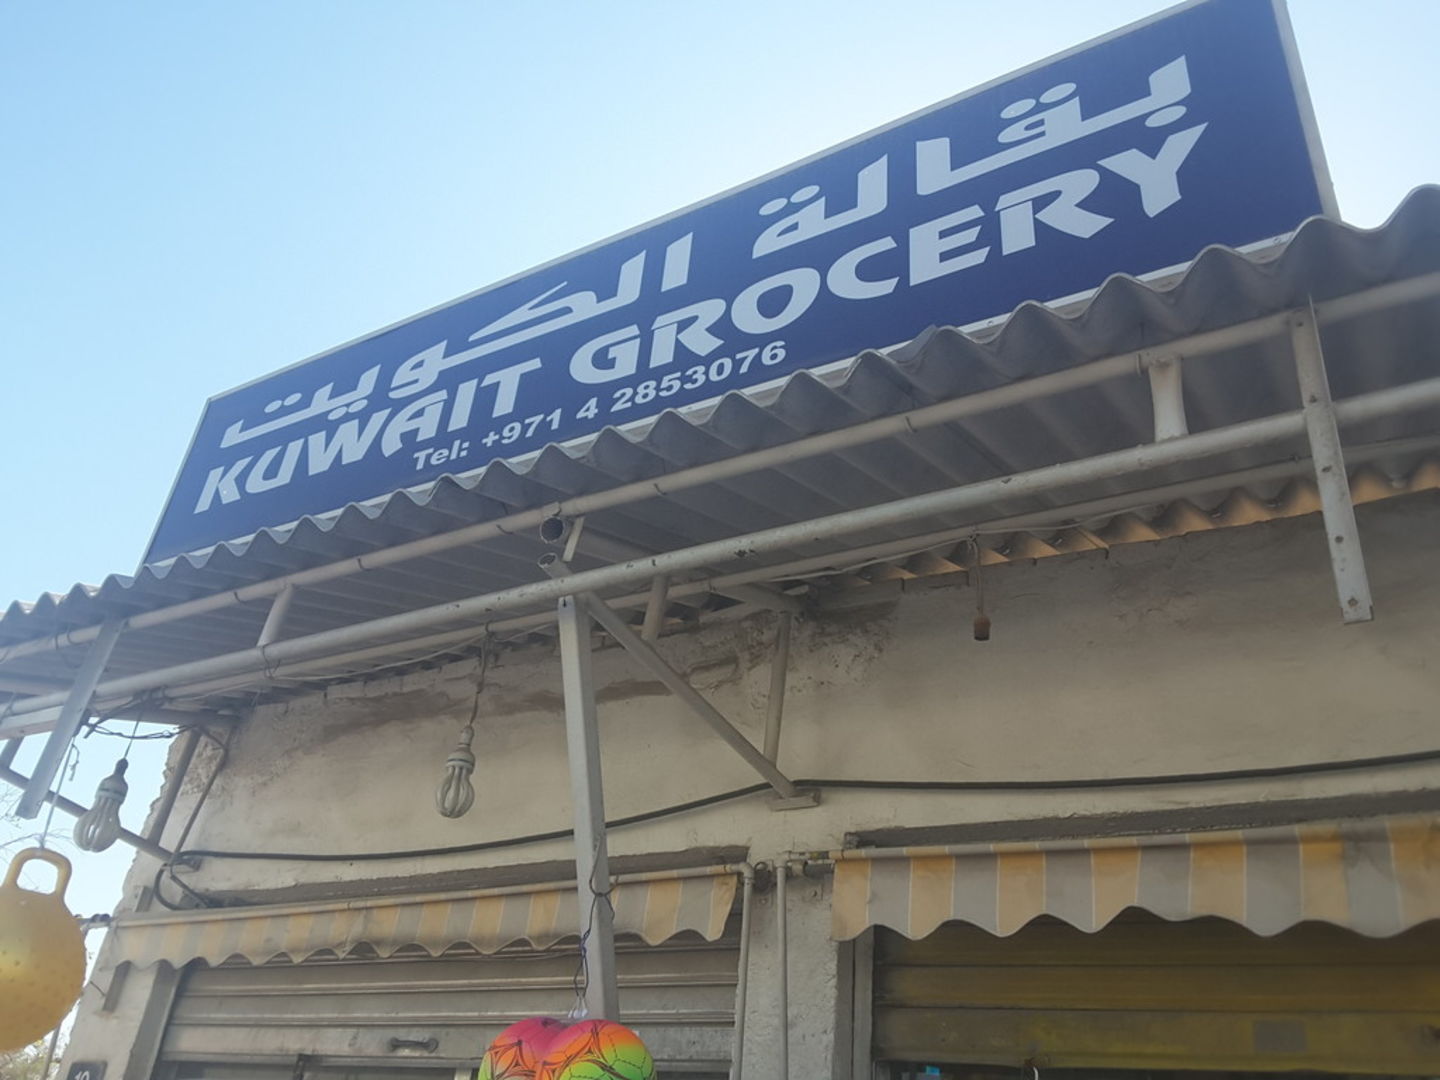 بقالة الكويت
KUWAIT GROCERY
Tel: +971 4 2853076